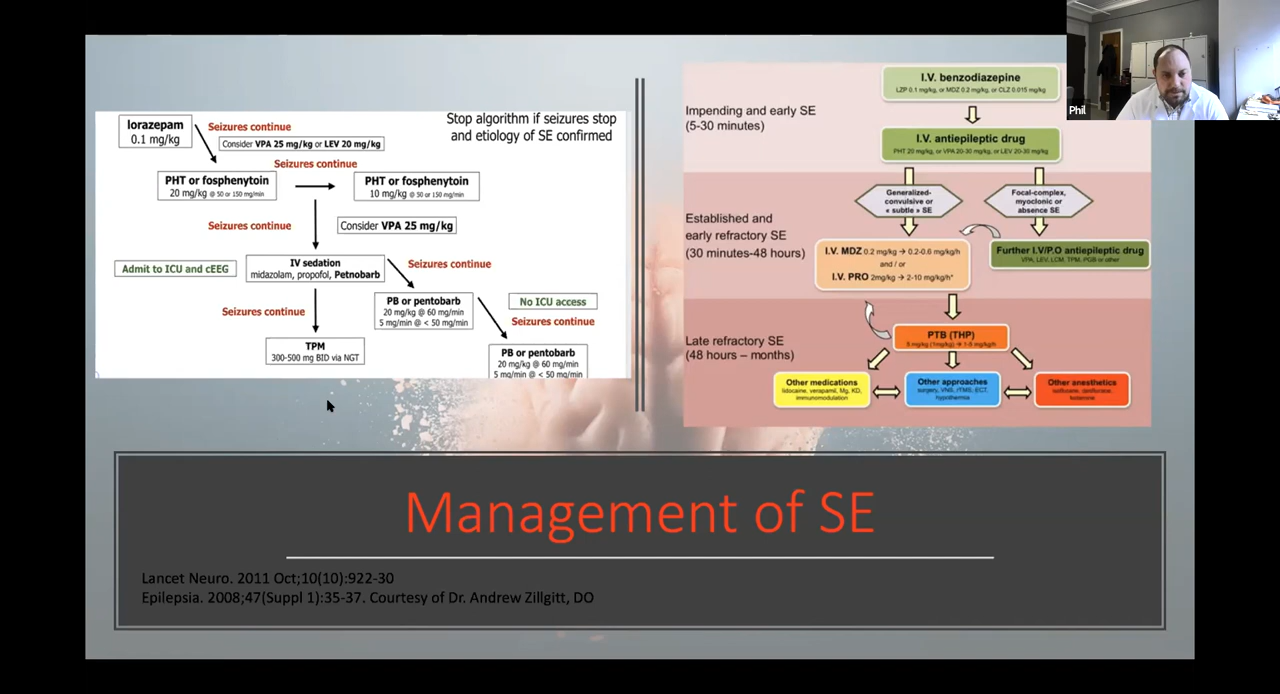 lorazepam
0.1 mg/kg
Seizures continue
Consider VPA 25 mg/kg or LEV 20 mg/kg
Seizures continue
Stop algorithm if seizures stop
and etiology of SE confirmed
PHT or fosphenytoin
20 mg/kg @ 50 or 150 mg/min
PHT or fosphenytoin
10 mg/kg @ 50 or 150 mg/min
Seizures continue
Consider VPA 25 mg/kg
Admit to ICU and cEEG
IV sedation
midazolam, propofol, Petnobarb
Seizures continue
Seizures continue
PB or pentobarb
20 mg/kg @ 60 mg/min
5 mg/min @ < 50 mg/min
No ICU access
Seizures continue
TPM
300-500 mg BID via NGT
PB or pentobarb
20 mg/kg @ 60 mg/min
5 mg/min @ < 50 mg/min
Impending and early SE
(5-30 minutes)
I.V. benzodiazepine
LZP 0.1 mg/kg, or MDZ 0.2 mg/kg, or CLZ 0.015 mg/kg
I.V. antiepileptic drug
PHT 20 mg/kg, or VPA 20-30 mg/kg, or LEV 20-30 mg/kg
Established and
early refractory SE
(30 minutes-48 hours)
Generalized-
convulsive or
« subtle » SE
Focal-complex,
myoclonic or
absence SE
I.V. MDZ 0.2 mg/kg → 0.2-0.6 mg/kg/h
and / or
I.V. PRO 2mg/kg → 2-10 mg/kg/h*
Further I.V/P.O antiepileptic drug
VPA, LEV, LCM, TPM, PGB or other
Late refractory SE
(48 hours – months)
PTB (THP)
5 mg/kg (1mg/kg) → 1-5 mg/kg/h
Other medications
lidocaine, verapamil, Mg, KD,
immunomodulation
Other approaches
surgery, VNS, rTMS, ECT,
hypothermia
Other anesthetics
isoflurane, desflurane,
ketamine
Phil
Management of SE
Lancet Neuro. 2011 Oct;10(10):922-30
Epilepsia. 2008;47(Suppl 1):35-37. Courtesy of Dr. Andrew Zillgitt, DO